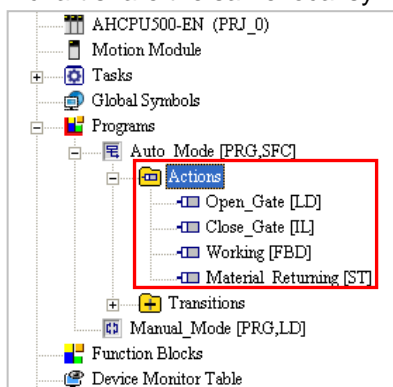 AHCPU500-EN (PRJ_0)
Motion Module
Tasks
Global Symbols
Programs
Auto_Mode [PRG,SFC]
Actions
Open_Gate [LD]
Close_Gate [IL]
Working [FBD]
Material_Returning [ST]
Transitions
Manual_Mode [PRG,LD]
Function Blocks
Device Monitor Table